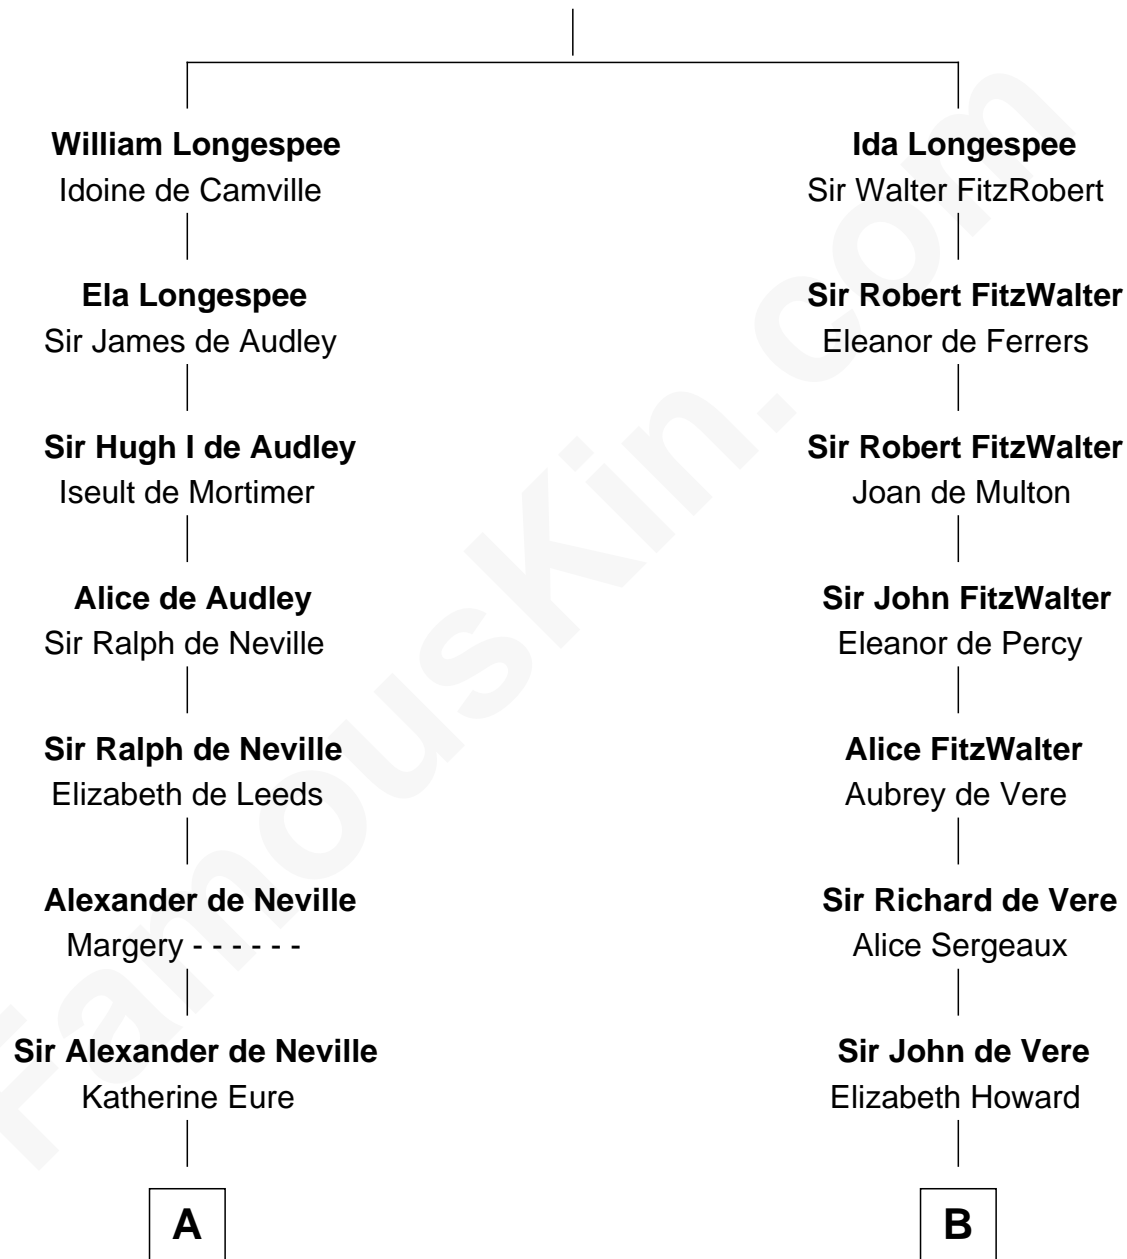 William Longespee
Idoine de Camville
Ela Longespee
Sir James de Audley
Sir Hugh I de Audley
Iseult de Mortimer
Alice de Audley
Sir Ralph de Neville
Sir Ralph de Neville
Elizabeth de Leeds
Alexander de Neville
Margery - - - - - -
Sir Alexander de Neville
Katherine Eure
A
Ida Longespee
Sir Walter FitzRobert
Sir Robert FitzWalter
Eleanor de Ferrers
Sir Robert FitzWalter
Joan de Multon
Sir John FitzWalter
Eleanor de Percy
Alice FitzWalter
Aubrey de Vere
Sir Richard de Vere
Alice Sergeaux
Sir John de Vere
Elizabeth Howard
B
FamousKin.com